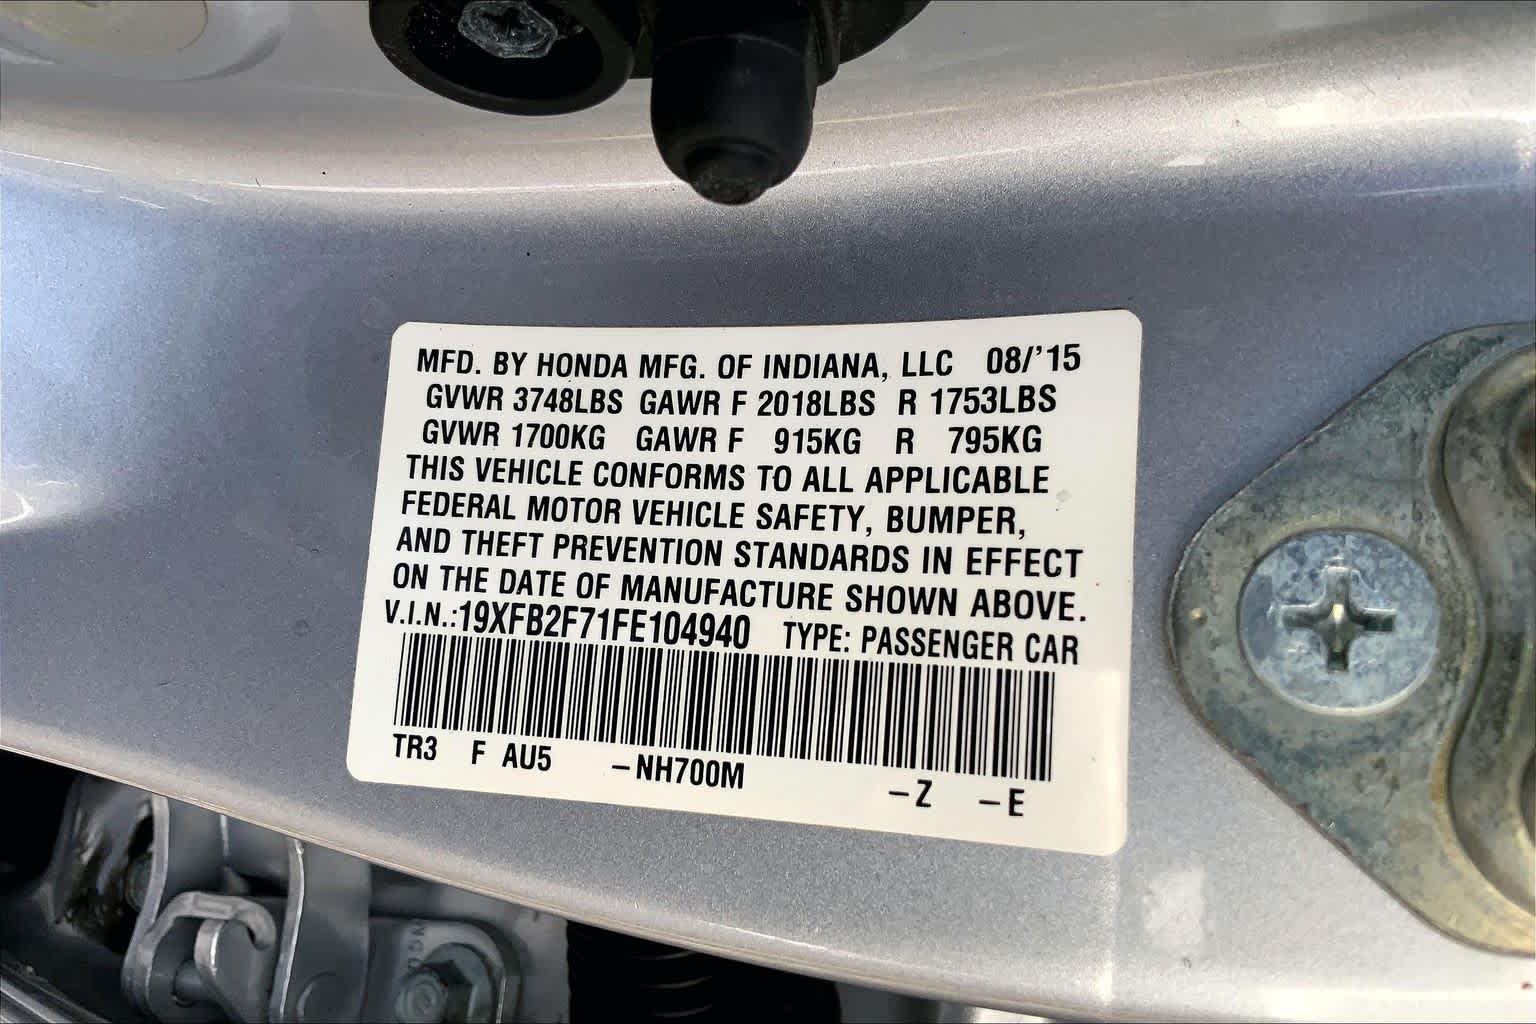 MFD. BY HONDA MFG. OF INDIANA, LLC 08/'15
GVWR 3748LBS GAWR F 2018LBS R 1753LBS
GVWR 1700KG GAWR F 915KG R 795KG
THIS VEHICLE CONFORMS TO ALL APPLICABLE
FEDERAL MOTOR VEHICLE SAFETY, BUMPER,
AND THEFT PREVENTION STANDARDS IN EFFECT
ON THE DATE OF MANUFACTURE SHOWN ABOVE.
V.I.N.:19XFB2F71FE104940 TYPE: PASSENGER CAR
TR3 F AU5 –NH700M –Z –E